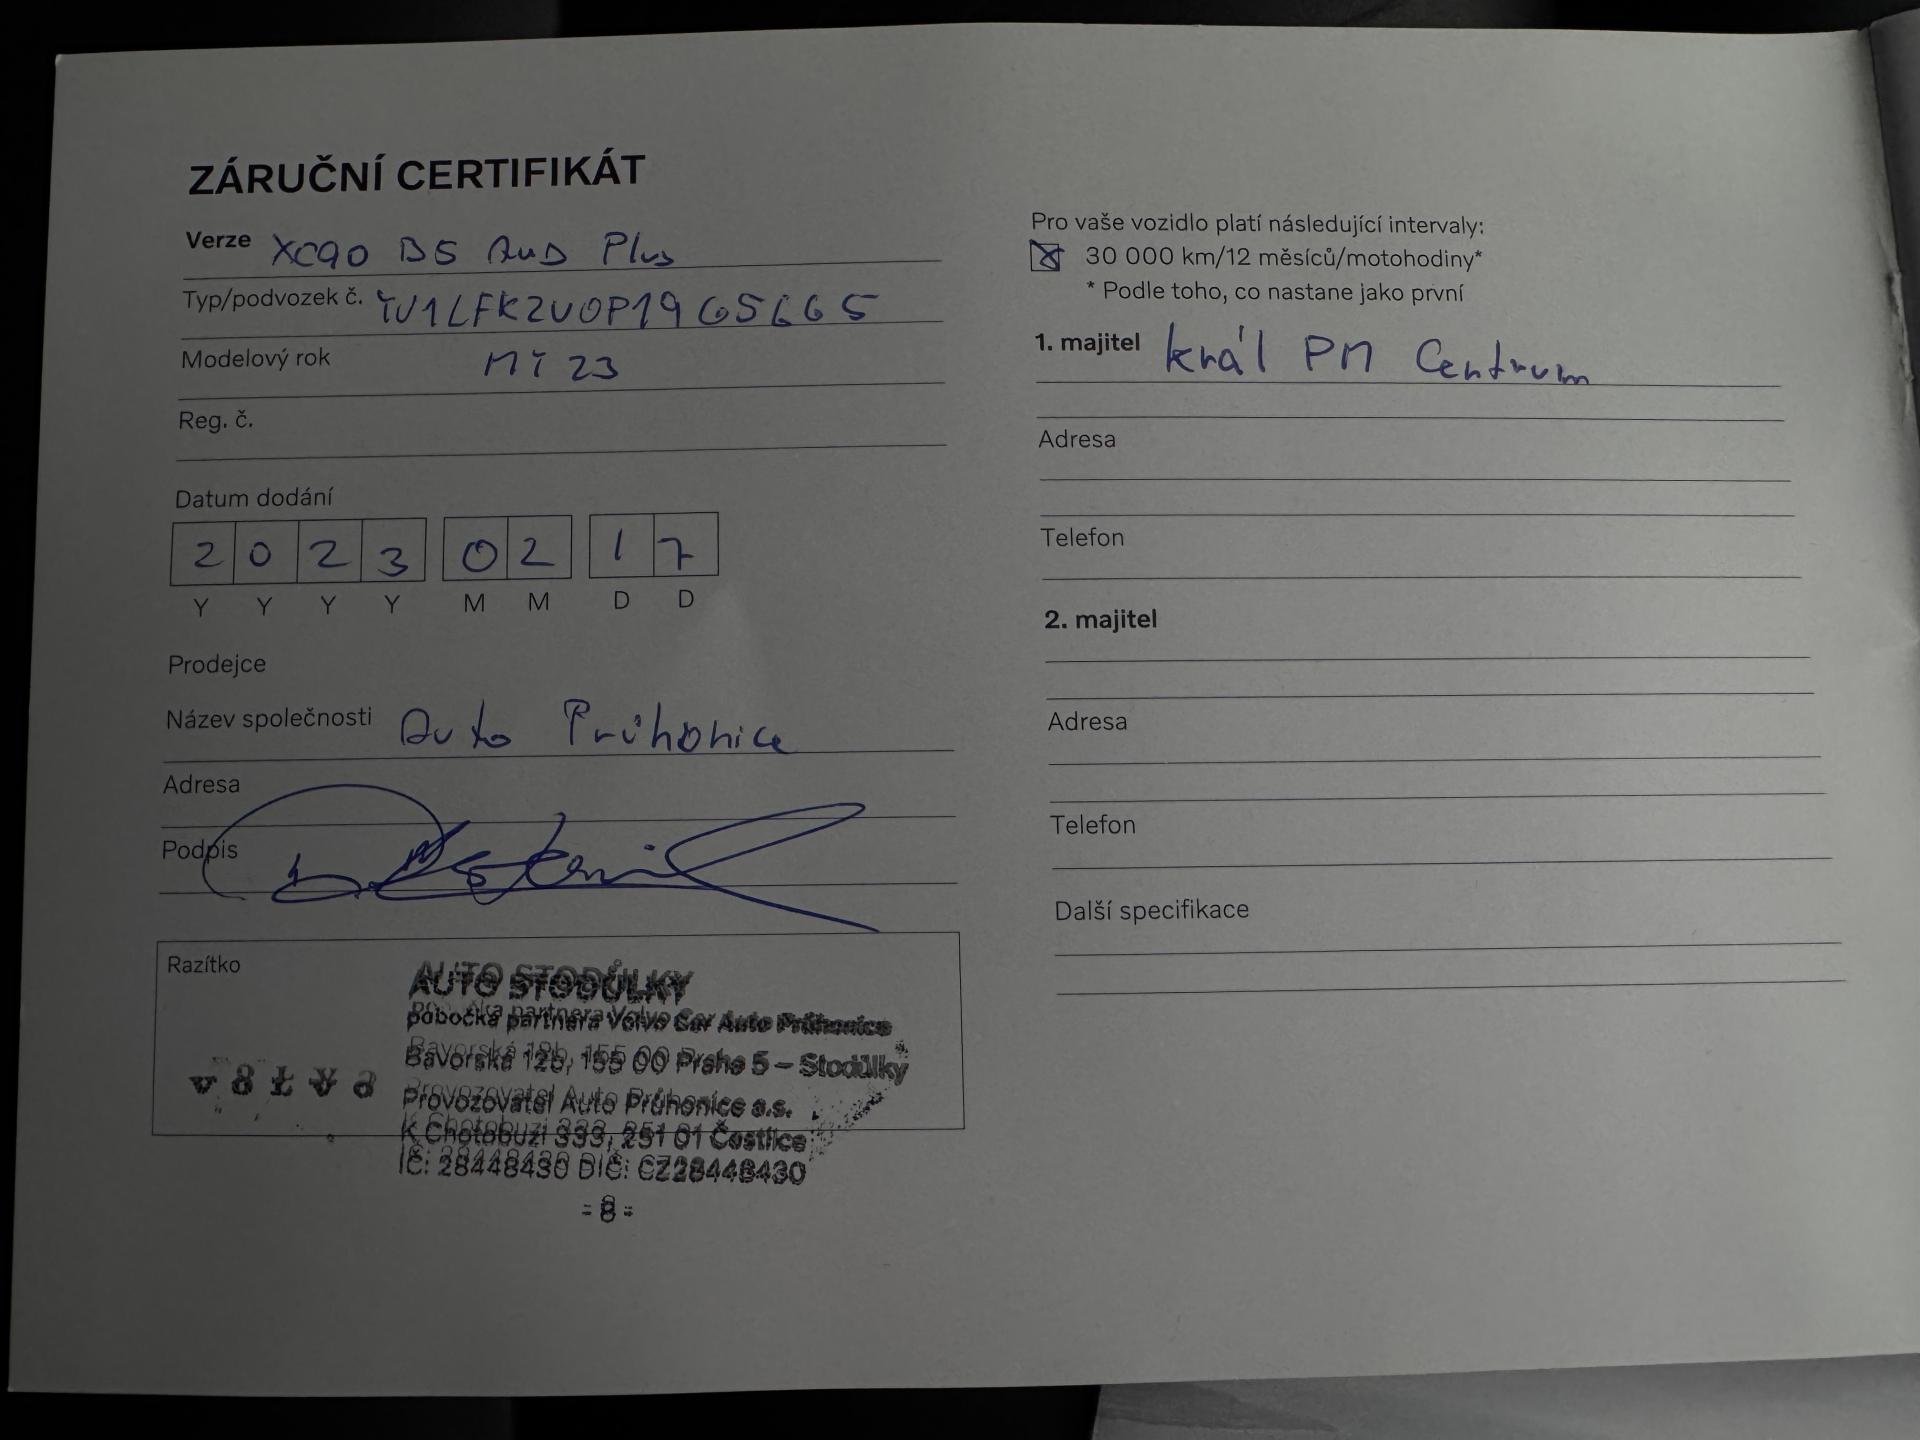 ZÁRUČNÍ CERTIFIKÁT
Verze XC90 B5 AWD Plus
Typ/podvozek č. YV1LFK2V0P1965665
Modelový rok MY 23
Reg. č.
Datum dodání
2 0 2 3 0 2 1 7
Y Y Y Y M M D D
Prodejce
Název společnosti Auto Průhonice
Adresa
Podpis
Razítko
AUTO STODŮLKY
pobočka partnera Volvo Car Auto Průhonice
Bavorská 12b, 155 00 Praha 5 – Stodůlky
Provozovatel Auto Průhonice a.s.
K Chotobuzi 333, 251 01 Čestlice
IČ: 28448430 DIČ: CZ28448430
- 8 -
Pro vaše vozidlo platí následující intervaly:
30 000 km/12 měsíců/motohodiny*
* Podle toho, co nastane jako první
1. majitel Král PM Centrum
Adresa
Telefon
2. majitel
Adresa
Telefon
Další specifikace